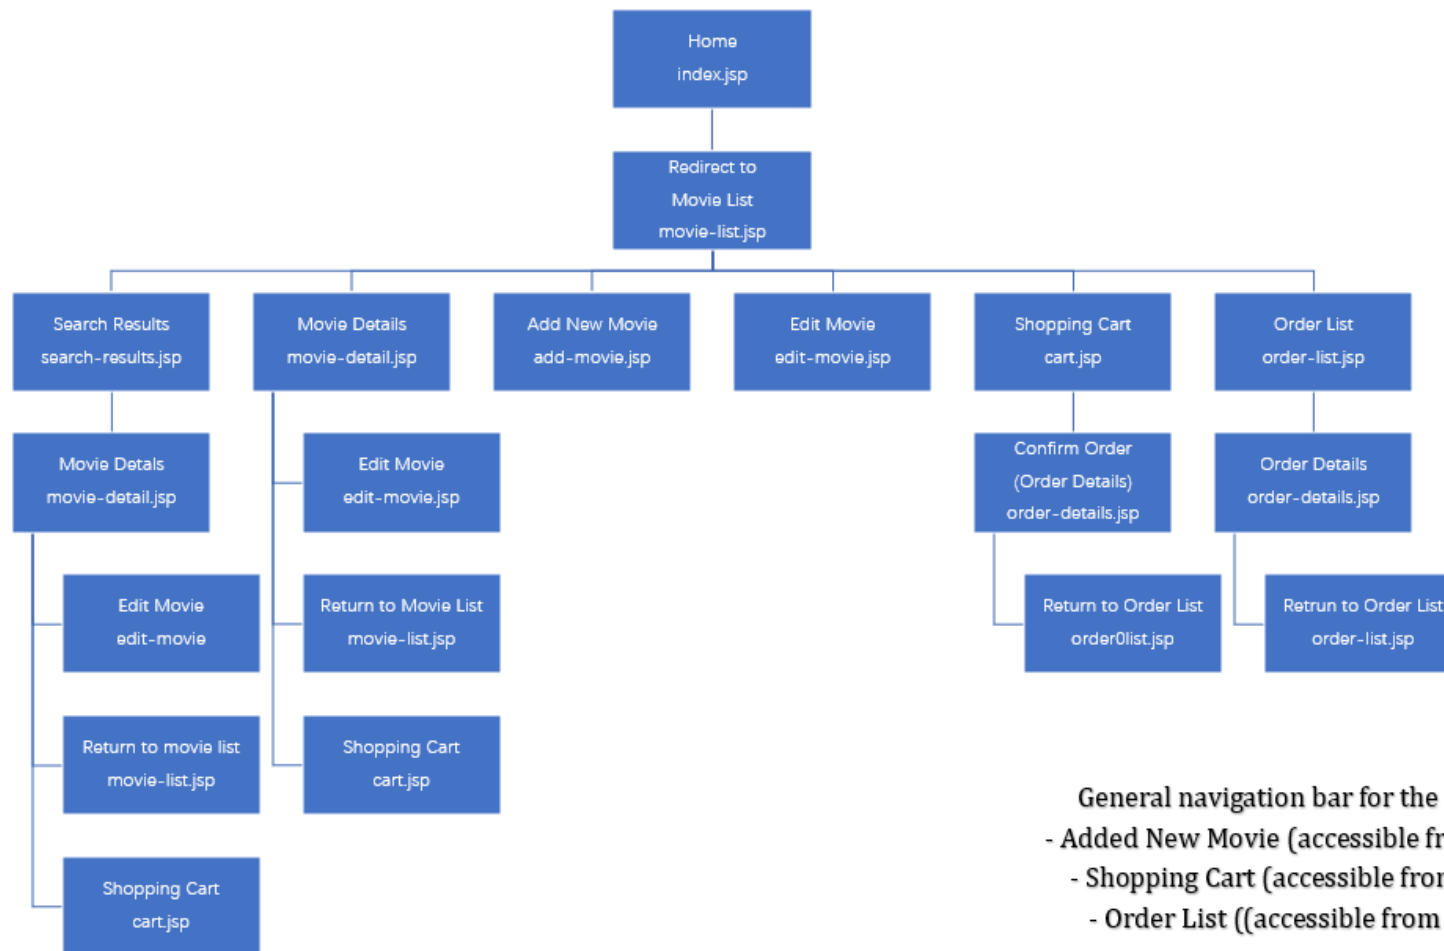 Home
index.jsp
Redirect to
Movie List
movie-list.jsp
Search Results
search-results.jsp
Movie Details
movie-detail.jsp
Add New Movie
add-movie.jsp
Edit Movie
edit-movie.jsp
Shopping Cart
cart.jsp
Order List
order-list.jsp
Movie Detals
movie-detail.jsp
Edit Movie
edit-movie.jsp
Confirm Order
(Order Details)
order-details.jsp
Order Details
order-details.jsp
Edit Movie
edit-movie
Return to Movie List
movie-list.jsp
Return to Order List
order0list.jsp
Retrun to Order List
order-list.jsp
Return to movie list
movie-list.jsp
Shopping Cart
cart.jsp
Shopping Cart
cart.jsp
General navigation bar for the
- Added New Movie (accessible fr
- Shopping Cart (accessible fror
- Order List ((accessible from